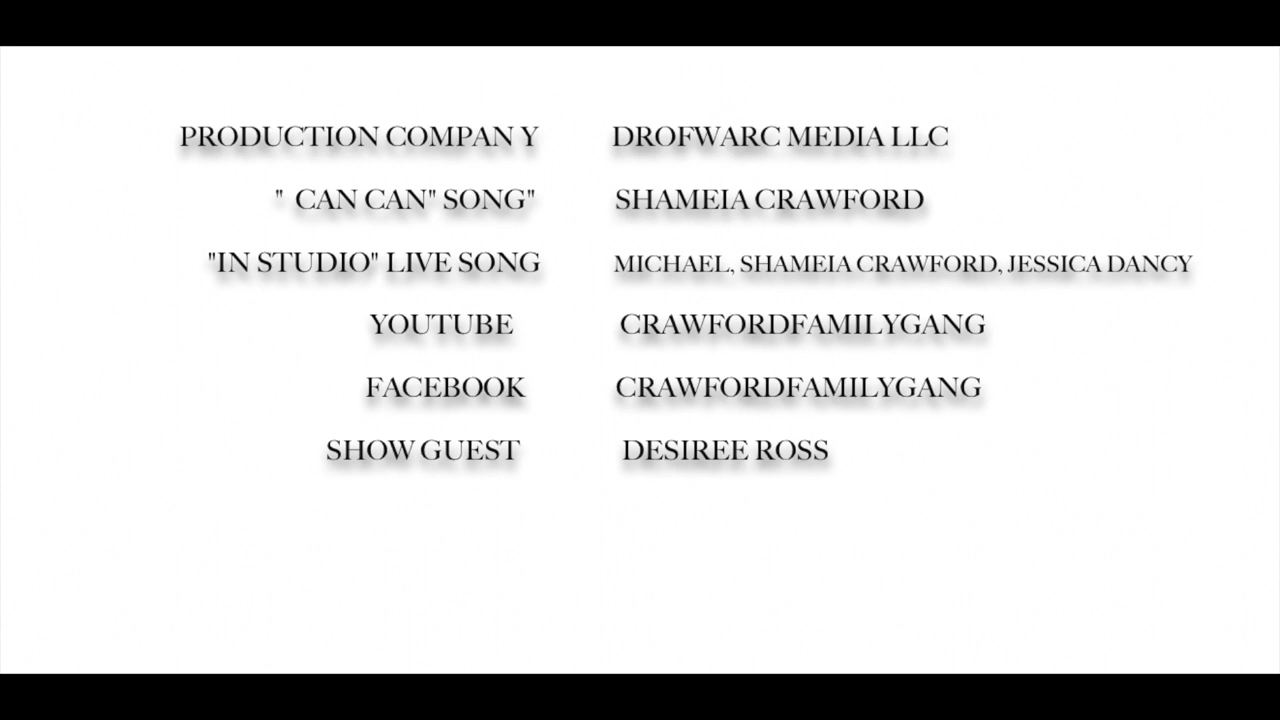 PRODUCTION COMPAN Y DROFWARC MEDIA LLC
" CAN CAN" SONG" SHAMEIA CRAWFORD
"IN STUDIO" LIVE SONG MICHAEL, SHAMEIA CRAWFORD, JESSICA DANCY
YOUTUBE CRAWFORDFAMILYGANG
FACEBOOK CRAWFORDFAMILYGANG
SHOW GUEST DESIREE ROSS